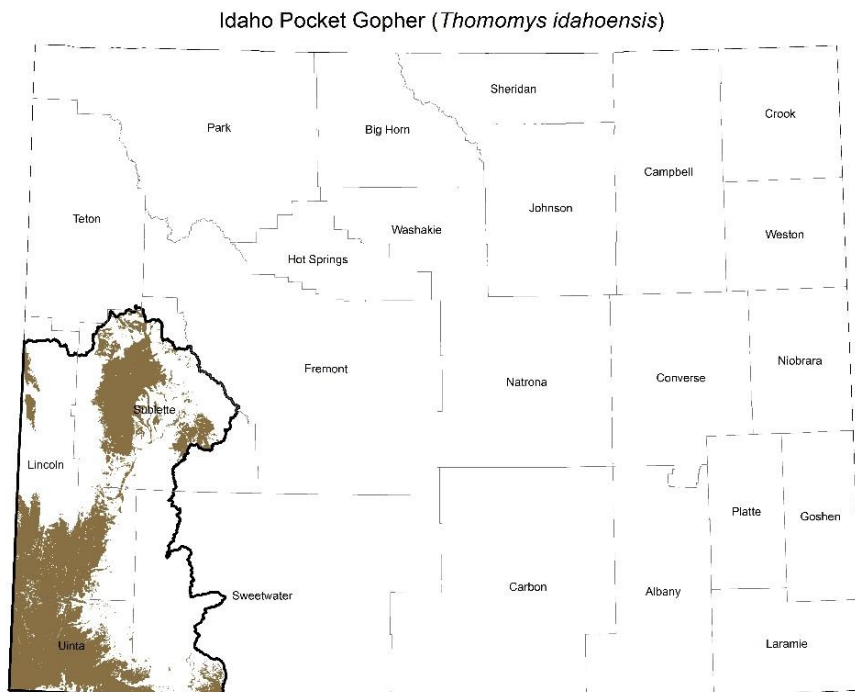 Idaho Pocket Gopher (Thomomys idahoensis)
Sheridan
Crook
Park
Big Horn
Campbell
Johnson
Teton
Washakie
Weston
Hot Springs
Fremont
Niobrara
Natrona
Converse
Sublette
Lincoln
Platte
Goshen
Carbon
Albany
Sweetwater
Uinta
Laramie